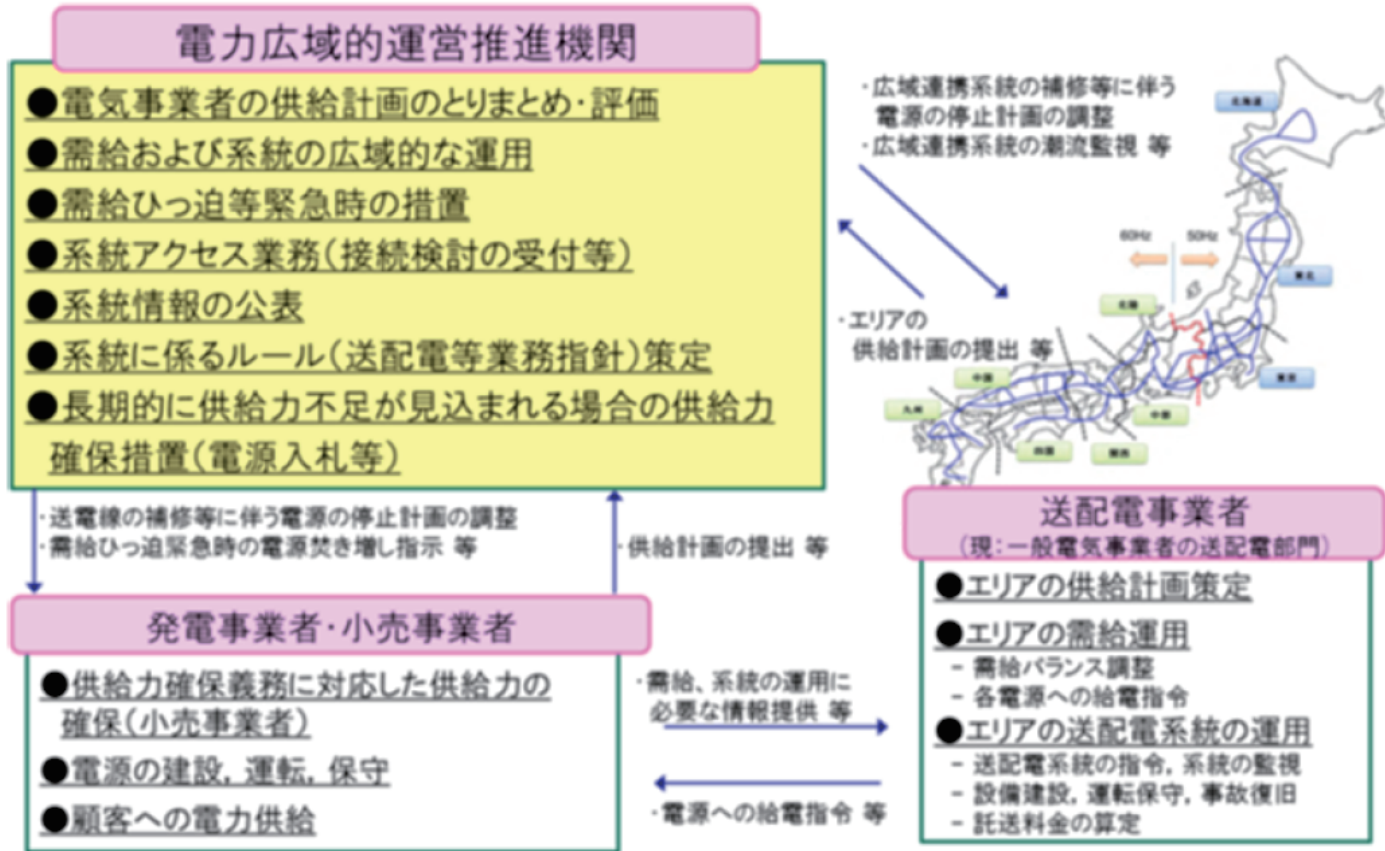 電力広域的運営推進機関
●電気事業者の供給計画のとりまとめ・評価
●需給および系統の広域的な運用
●需給ひっ迫等緊急時の措置
●系統アクセス業務(接続検討の受付等)
●系統情報の公表
●系統に係るルール(送配電等業務指針)策定
●長期的に供給力不足が見込まれる場合の供給力
確保措置(電源入札等)
・広域連携系統の補修等に伴う
電源の停止計画の調整
・広域連携系統の潮流監視 等
・エリアの
供給計画の提出 等
北海道
60Hz
50Hz
東北
北陸
東京
中国
九州
中部
四国
関西
・送電線の補修等に伴う電源の停止計画の調整
・需給ひっ迫緊急時の電源焚き増し指示 等
・供給計画の提出 等
発電事業者・小売事業者
●供給力確保義務に対応した供給力の
確保(小売事業者)
●電源の建設,運転,保守
●顧客への電力供給
・需給、系統の運用に
必要な情報提供 等
・電源への給電指令 等
送配電事業者
(現:一般電気事業者の送配電部門)
●エリアの供給計画策定
●エリアの需給運用
- 需給バランス調整
- 各電源への給電指令
●エリアの送配電系統の運用
- 送配電系統の指令,系統の監視
- 設備建設,運転保守,事故復旧
- 託送料金の算定